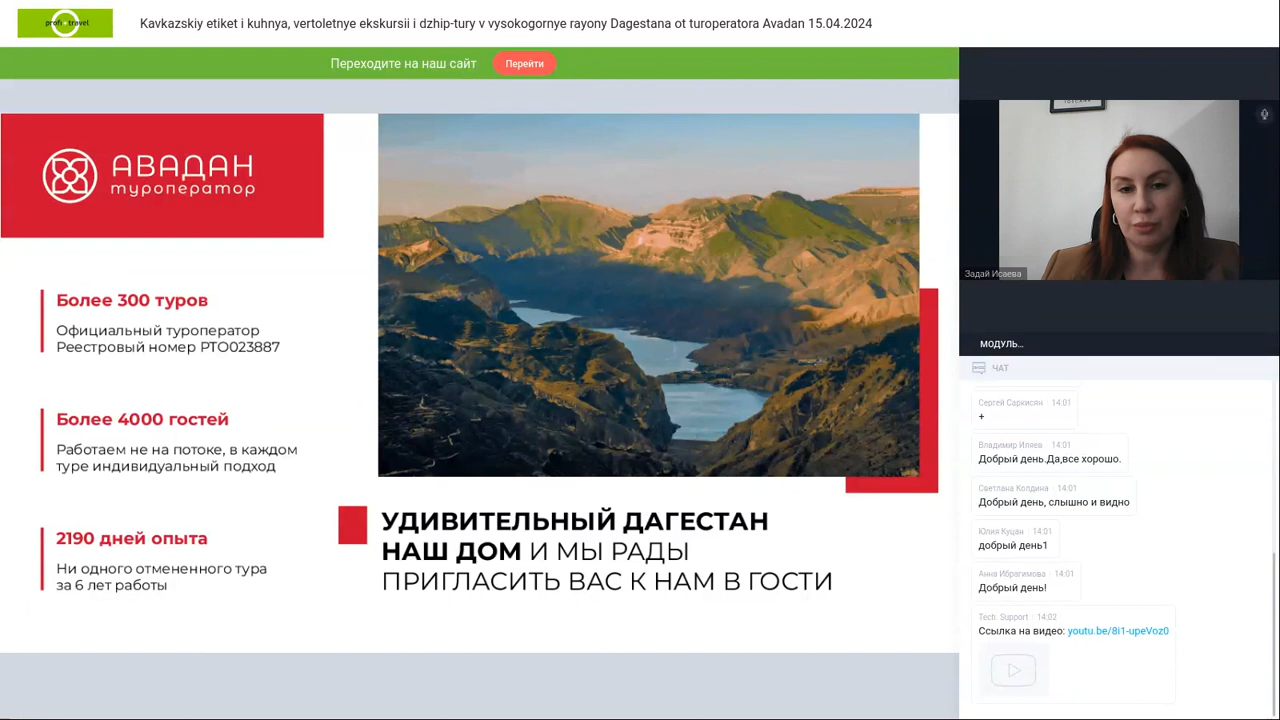 profi travel
Kavkazskiy etiket i kuhnya, vertoletnye ekskursii i dzhip-tury v vysokogornye rayony Dagestana ot turoperatora Avadan 15.04.2024
Переходите на наш сайт Перейти
АВАДАН
туроператор
Более 300 туров
Официальный туроператор
Реестровый номер РТО023887
Более 4000 гостей
Работаем не на потоке, в каждом
туре индивидуальный подход
2190 дней опыта
Ни одного отмененного тура
за 6 лет работы
УДИВИТЕЛЬНЫЙ ДАГЕСТАН
НАШ ДОМ И МЫ РАДЫ
ПРИГЛАСИТЬ ВАС К НАМ В ГОСТИ
Задай Исаева
МОДУЛЬ...
ЧАТ
Сергей Саркисян 14:01
+
Владимир Иляев 14:01
Добрый день.Да,все хорошо.
Светлана Колдина 14:01
Добрый день, слышно и видно
Юлия Куцан 14:01
добрый день1
Анна Ибрагимова 14:01
Добрый день!
Tech. Support 14:02
Ссылка на видео: youtu.be/8i1-upeVoz0